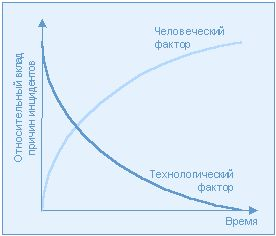 Человеческий
фактор
Относительный вклад
причин инцидентов
Технологический
фактор
Время